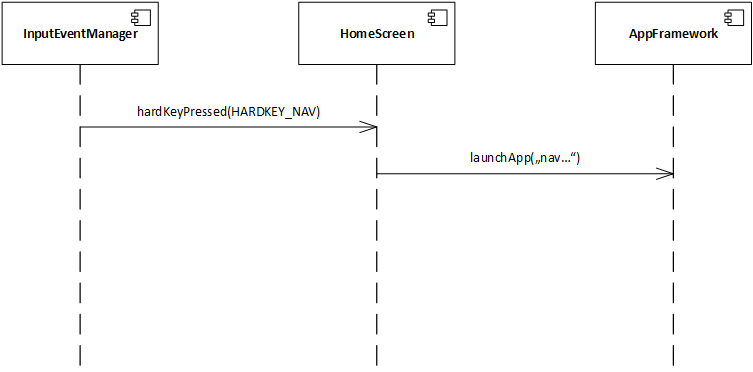 InputEventManager
HomeScreen
AppFramework
hardKeyPressed(HARDKEY_NAV)
launchApp(„nav...“)